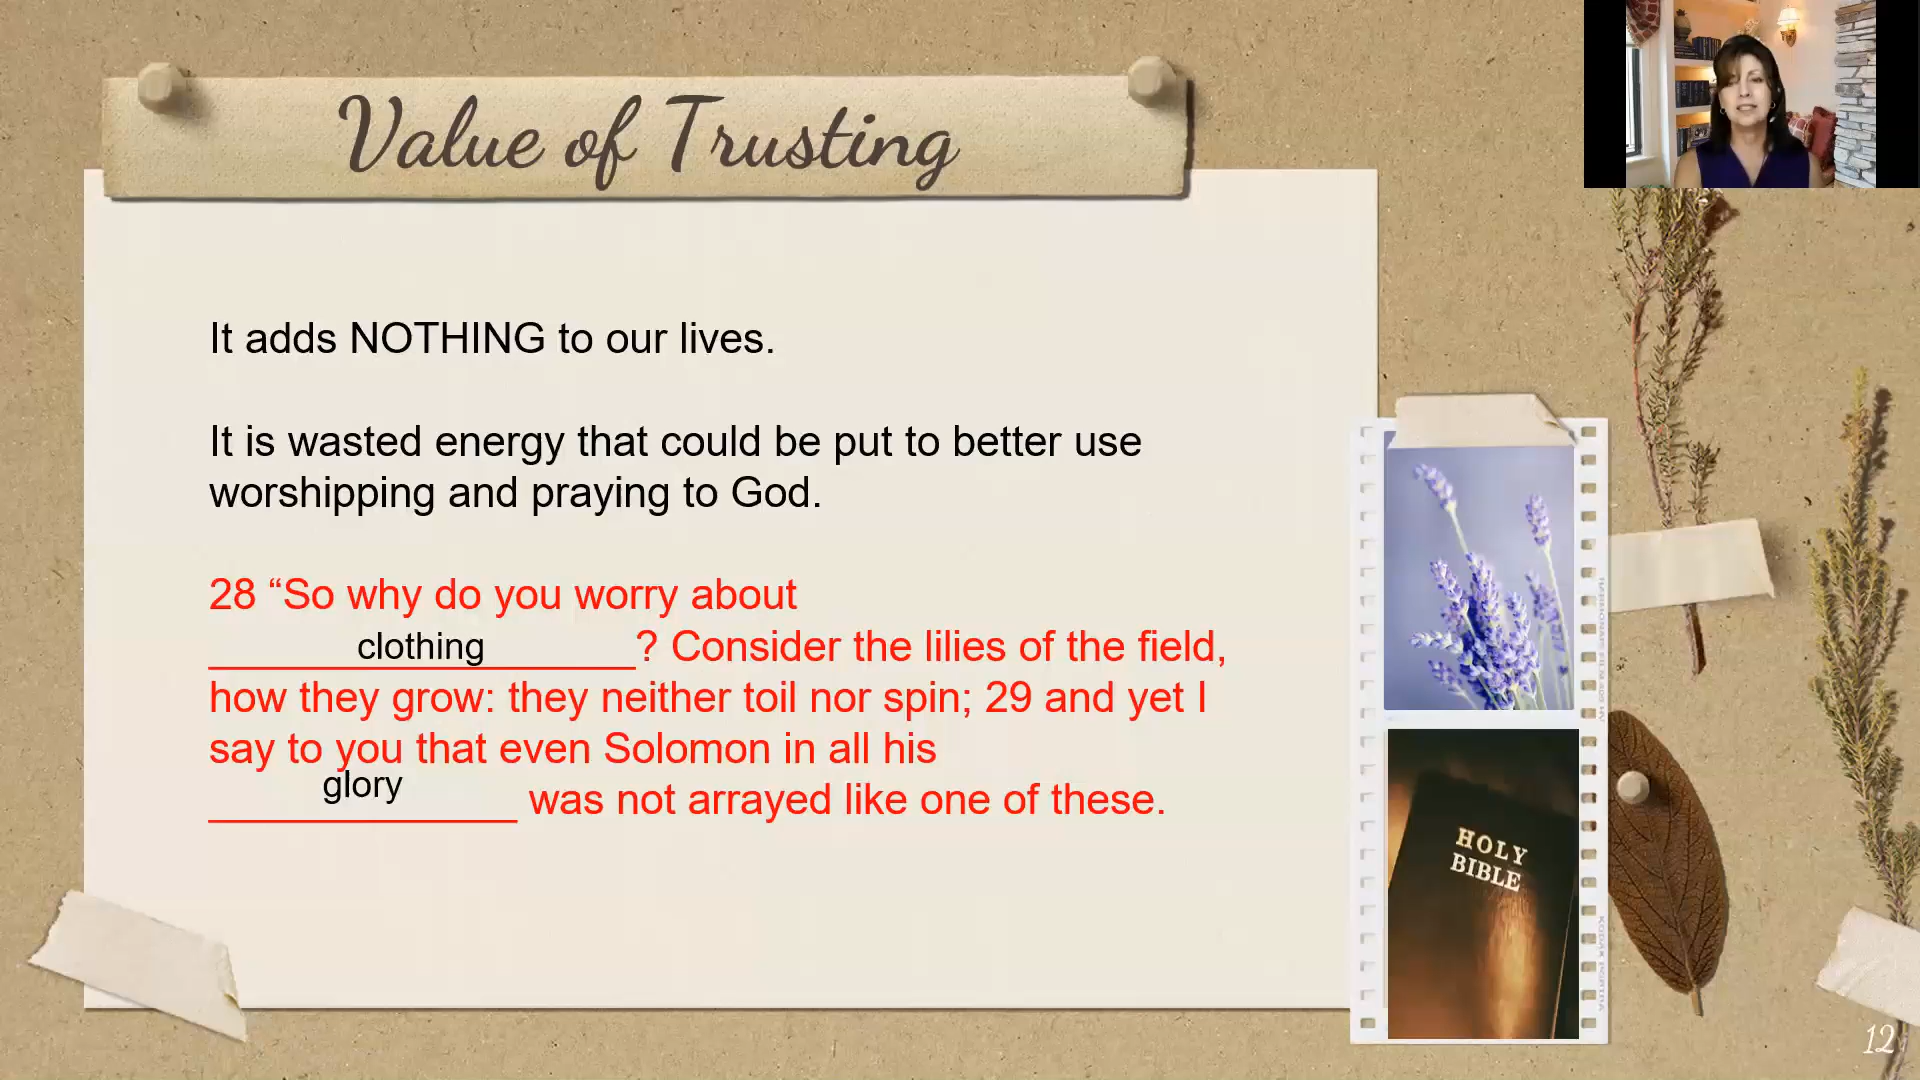 Value of Trusting
It adds NOTHING to our lives.
It is wasted energy that could be put to better use
worshipping and praying to God.
28 “So why do you worry about
clothing? Consider the lilies of the field,
how they grow: they neither toil nor spin; 29 and yet I
say to you that even Solomon in all his
glory was not arrayed like one of these.
HOLY
BIBLE
12